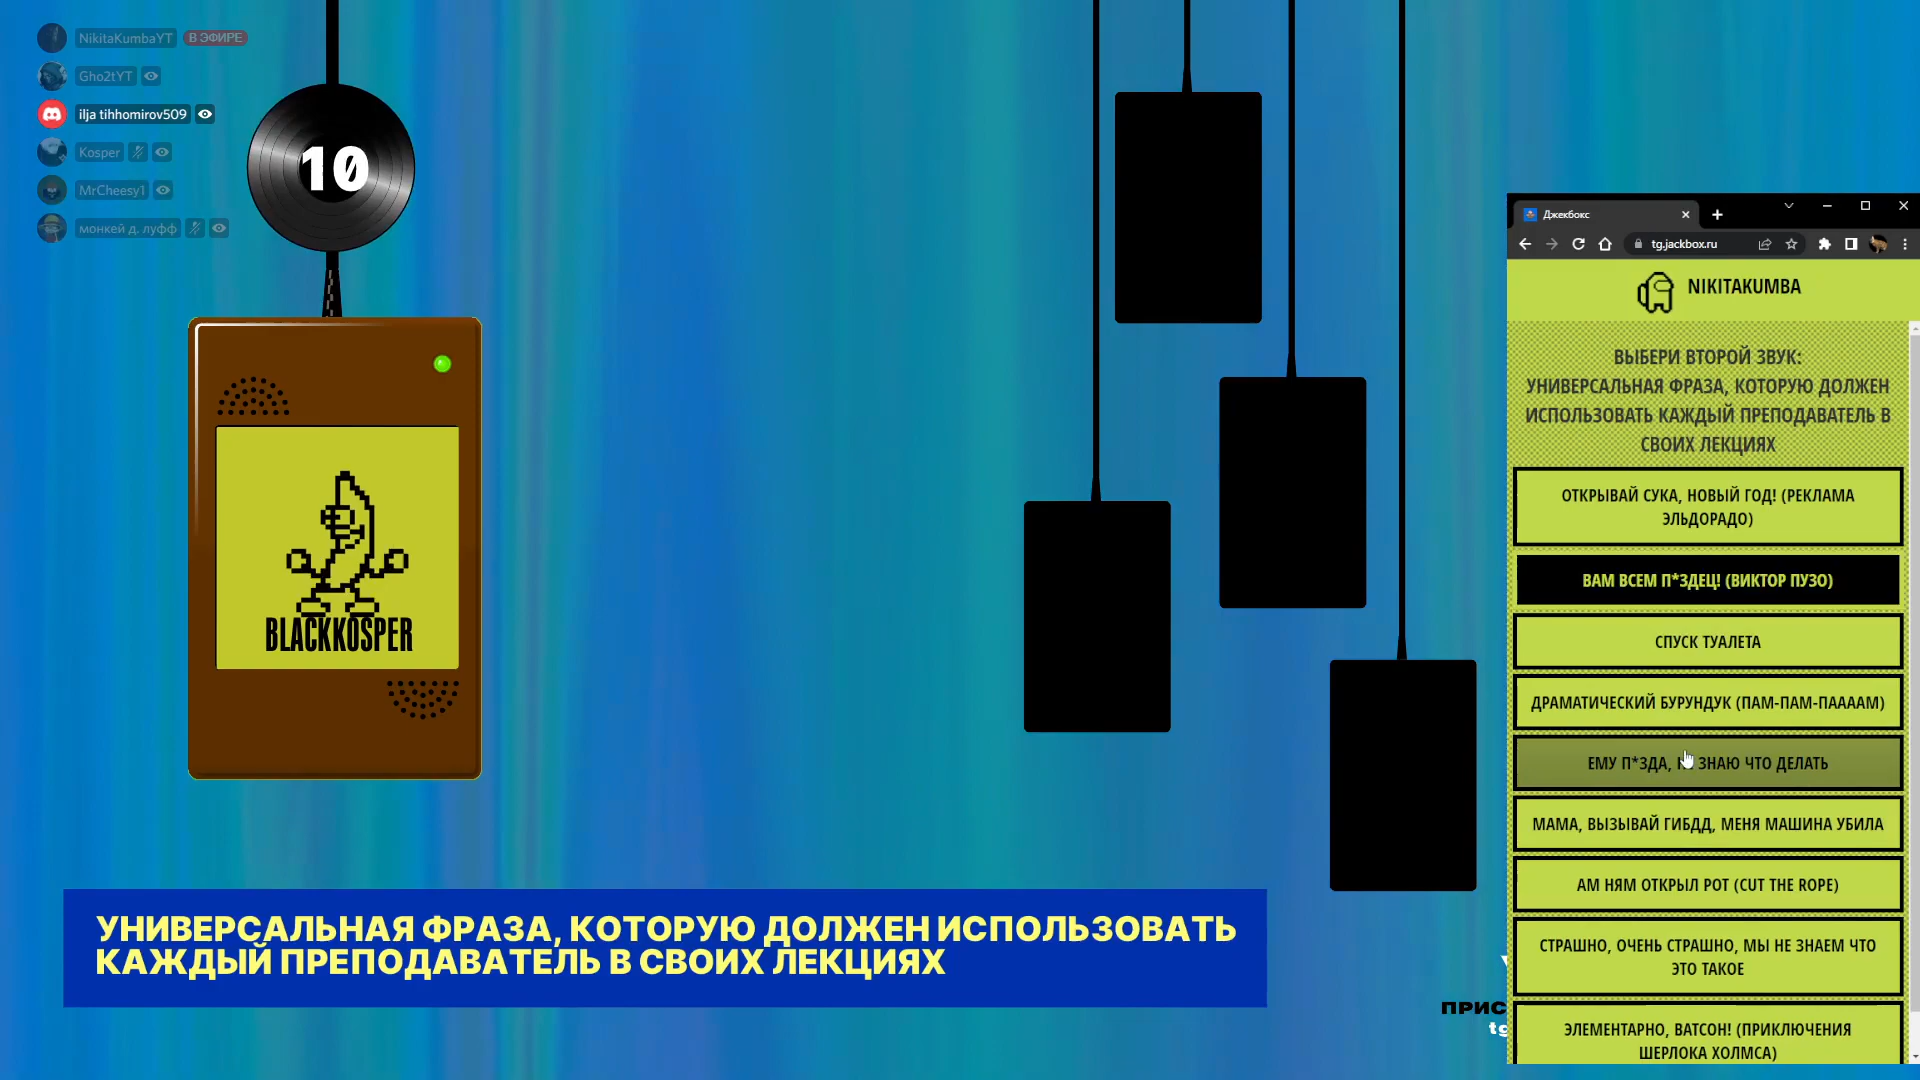 NikitaKumbaYT В ЭФИРЕ
Gho2tYT
ilja tihhomirov509
Kosper
MrCheesy1
монкей д. луфф
10
BLACKKOSPER
УНИВЕРСАЛЬНАЯ ФРАЗА, КОТОРУЮ ДОЛЖЕН ИСПОЛЬЗОВАТЬ
КАЖДЫЙ ПРЕПОДАВАТЕЛЬ В СВОИХ ЛЕКЦИЯХ
ПРИС
tg
Джекбокс
tg.jackbox.ru
NIKITAKUMBA
ВЫБЕРИ ВТОРОЙ ЗВУК:
УНИВЕРСАЛЬНАЯ ФРАЗА, КОТОРУЮ ДОЛЖЕН
ИСПОЛЬЗОВАТЬ КАЖДЫЙ ПРЕПОДАВАТЕЛЬ В
СВОИХ ЛЕКЦИЯХ
ОТКРЫВАЙ СУКА, НОВЫЙ ГОД! (РЕКЛАМА
ЭЛЬДОРАДО)
ВАМ ВСЕМ П*ЗДЕЦ! (ВИКТОР ПУЗО)
СПУСК ТУАЛЕТА
ДРАМАТИЧЕСКИЙ БУРУНДУК (ПАМ-ПАМ-ПАAAАМ)
ЕМУ П*ЗДА, ЗНАЮ ЧТО ДЕЛАТЬ
МАМА, ВЫЗЫВАЙ ГИБДД, МЕНЯ МАШИНА УБИЛА
АМ НЯМ ОТКРЫЛ РОТ (CUT THE ROPE)
СТРАШНО, ОЧЕНЬ СТРАШНО, МЫ НЕ ЗНАЕМ ЧТО
ЭТО ТАКОЕ
ЭЛЕМЕНТАРНО, ВАТСОН! (ПРИКЛЮЧЕНИЯ
ШЕРЛОКА ХОЛМСА)